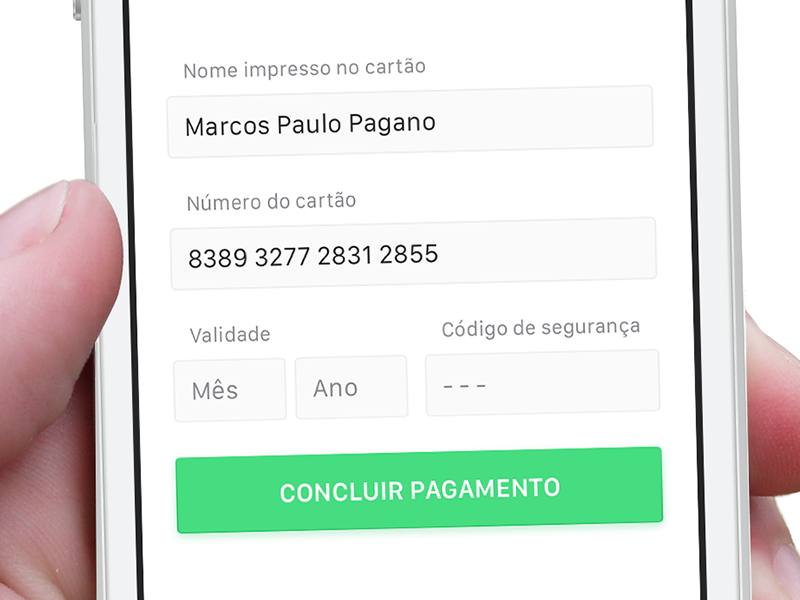 Nome impresso no cartão
Marcos Paulo Pagano
Número do cartão
8389 3277 2831 2855
Validade
Código de segurança
Mês
Ano
---
CONCLUIR PAGAMENTO